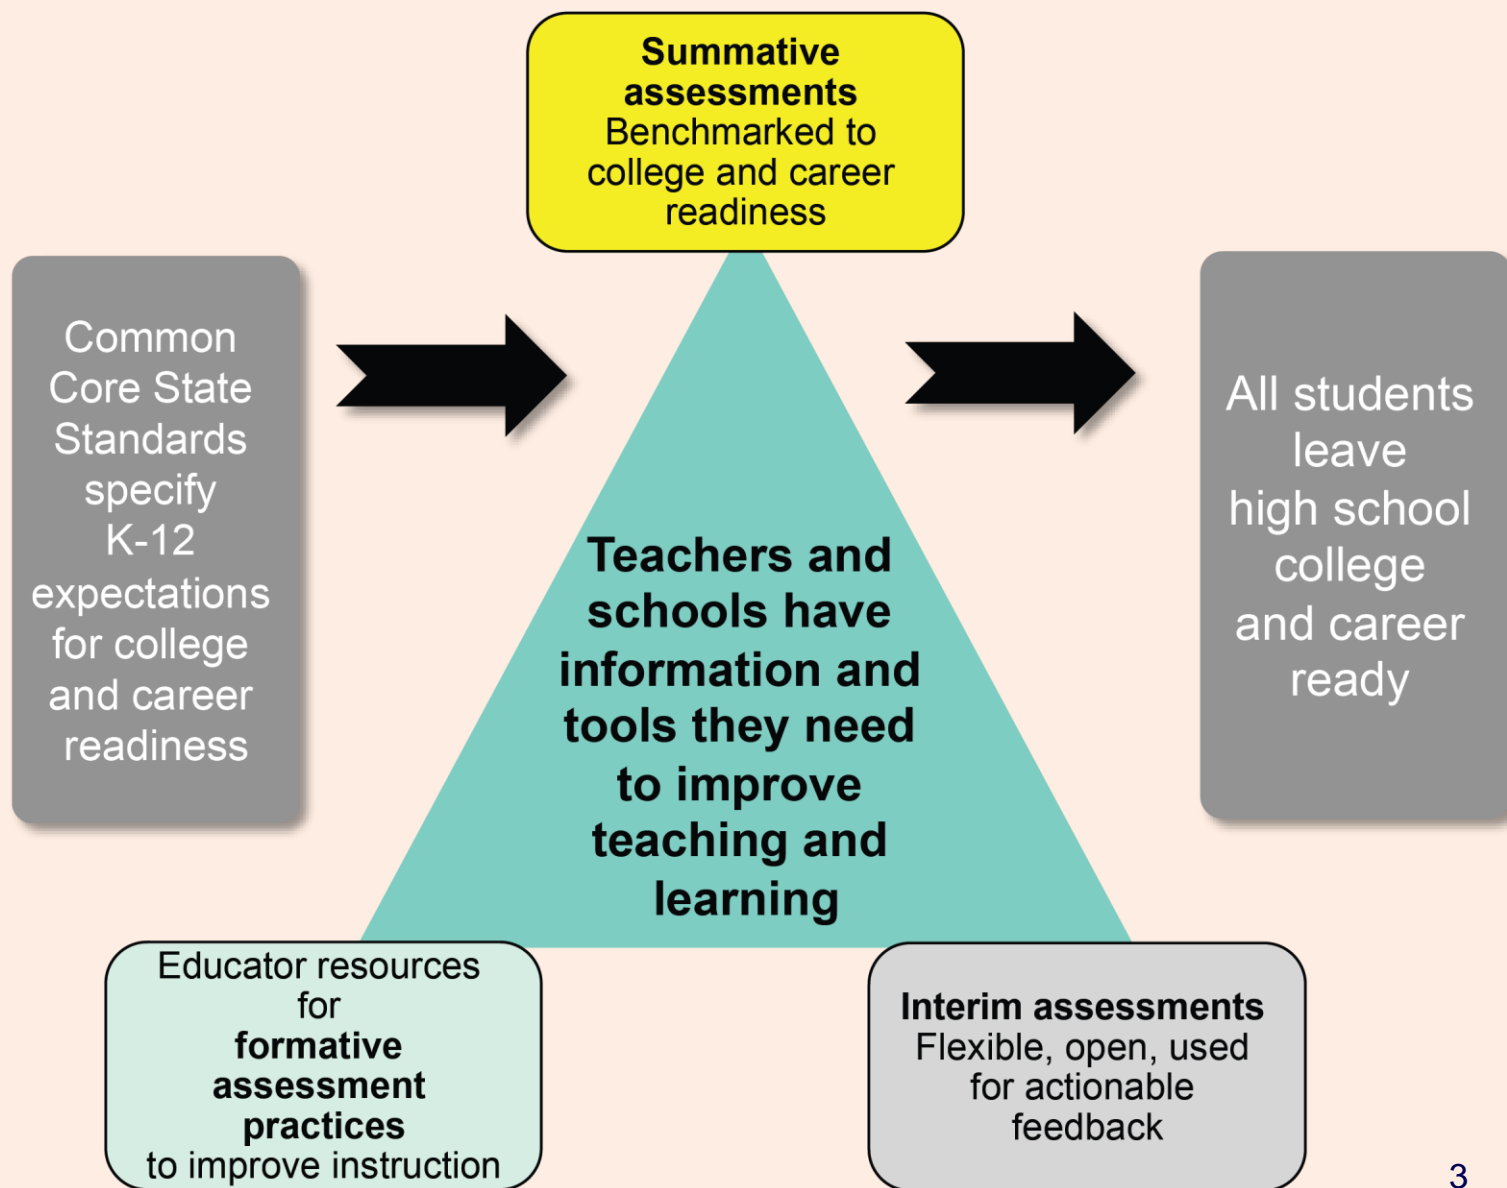 Summative
assessments
Benchmarked to
college and career
readiness
Common
Core State
Standards
specify
K-12
expectations
for college
and career
readiness
Teachers and
schools have
information and
tools they need
to improve
teaching and
learning
All students
leave
high school
college
and career
ready
Educator resources
for
formative
assessment
practices
to improve instruction
Interim assessments
Flexible, open, used
for actionable
feedback
3